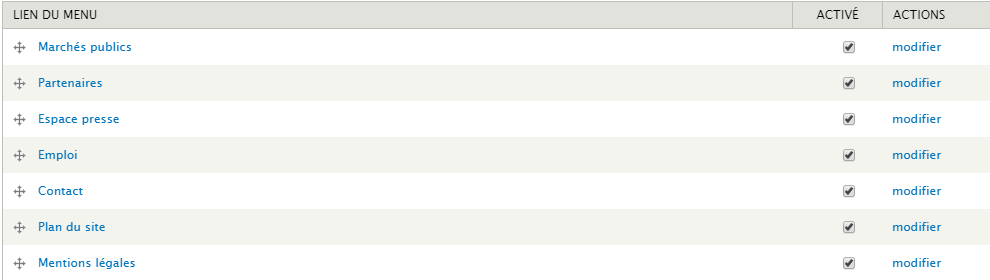 LIEN DU MENU ACTIVÉ ACTIONS
Marchés publics modifier
Partenaires modifier
Espace presse modifier
Emploi modifier
Contact modifier
Plan du site modifier
Mentions légales modifier